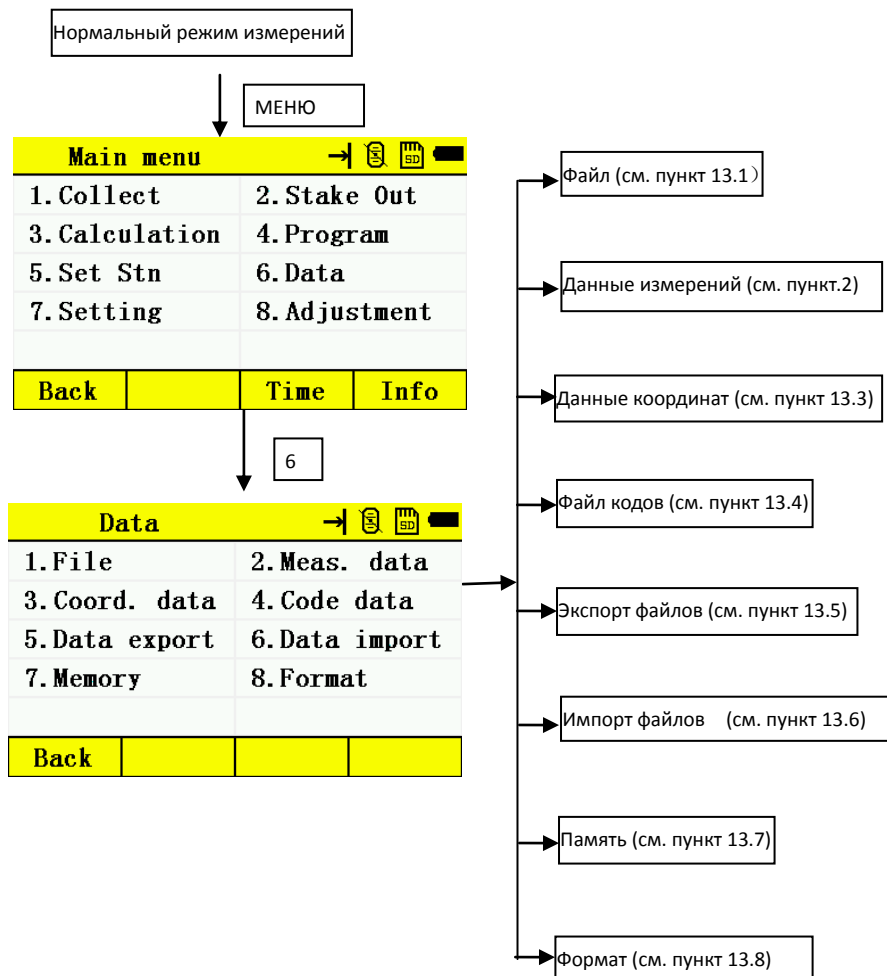 Нормальный режим измерений
МЕНЮ
Main menu
SD
1.Collect 2.Stake Out
3.Calculation 4.Program
5.Set Stn 6.Data
7.Setting 8.Adjustment
Back Time Info
6
Data
SD
1.File 2.Meas. data
3.Coord. data 4.Code data
5.Data export 6.Data import
7.Memory 8.Format
Back
Файл (см. пункт 13.1）
Данные измерений (см. пункт.2)
Данные координат (см. пункт 13.3)
Файл кодов (см. пункт 13.4)
Экспорт файлов (см. пункт 13.5)
Импорт файлов (см. пункт 13.6)
Память (см. пункт 13.7)
Формат (см. пункт 13.8)